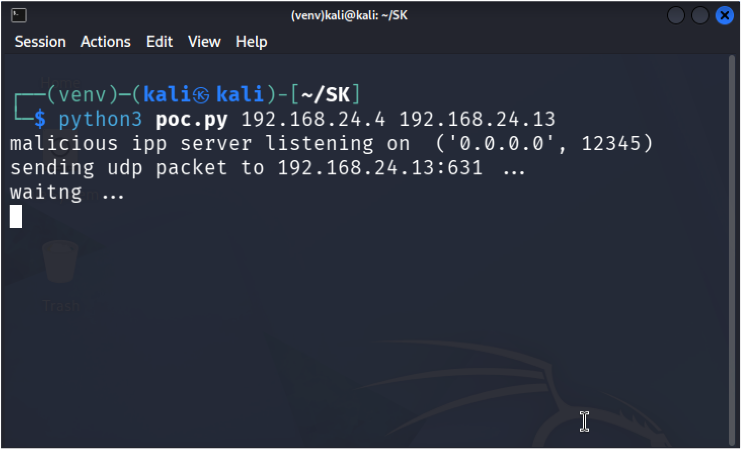 (venv)kali@kali: ~/SK
Session Actions Edit View Help
┌──(venv)─(kali㉿kali)-[~/SK]
└─$ python3 poc.py 192.168.24.4 192.168.24.13
malicious ipp server listening on  ('0.0.0.0', 12345)
sending udp packet to 192.168.24.13:631 ...
waitng ...
Trash